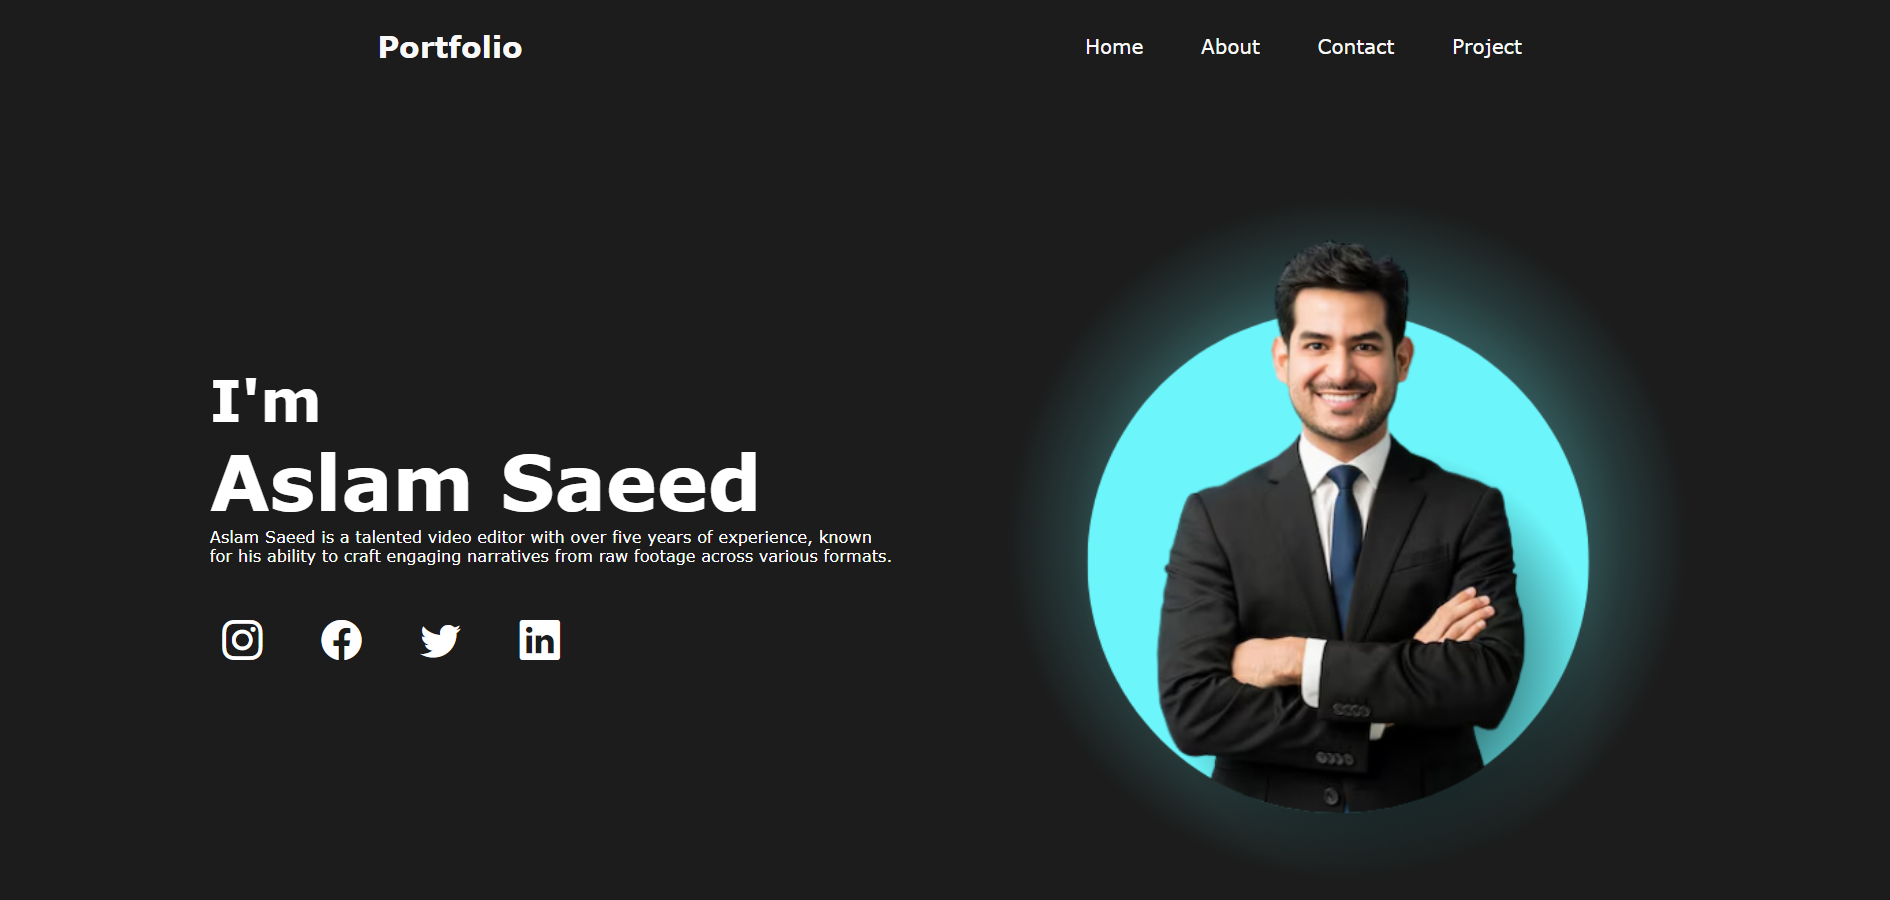 Portfolio
Home About Contact Project
I'm
Aslam Saeed
Aslam Saeed is a talented video editor with over five years of experience, known
for his ability to craft engaging narratives from raw footage across various formats.
in